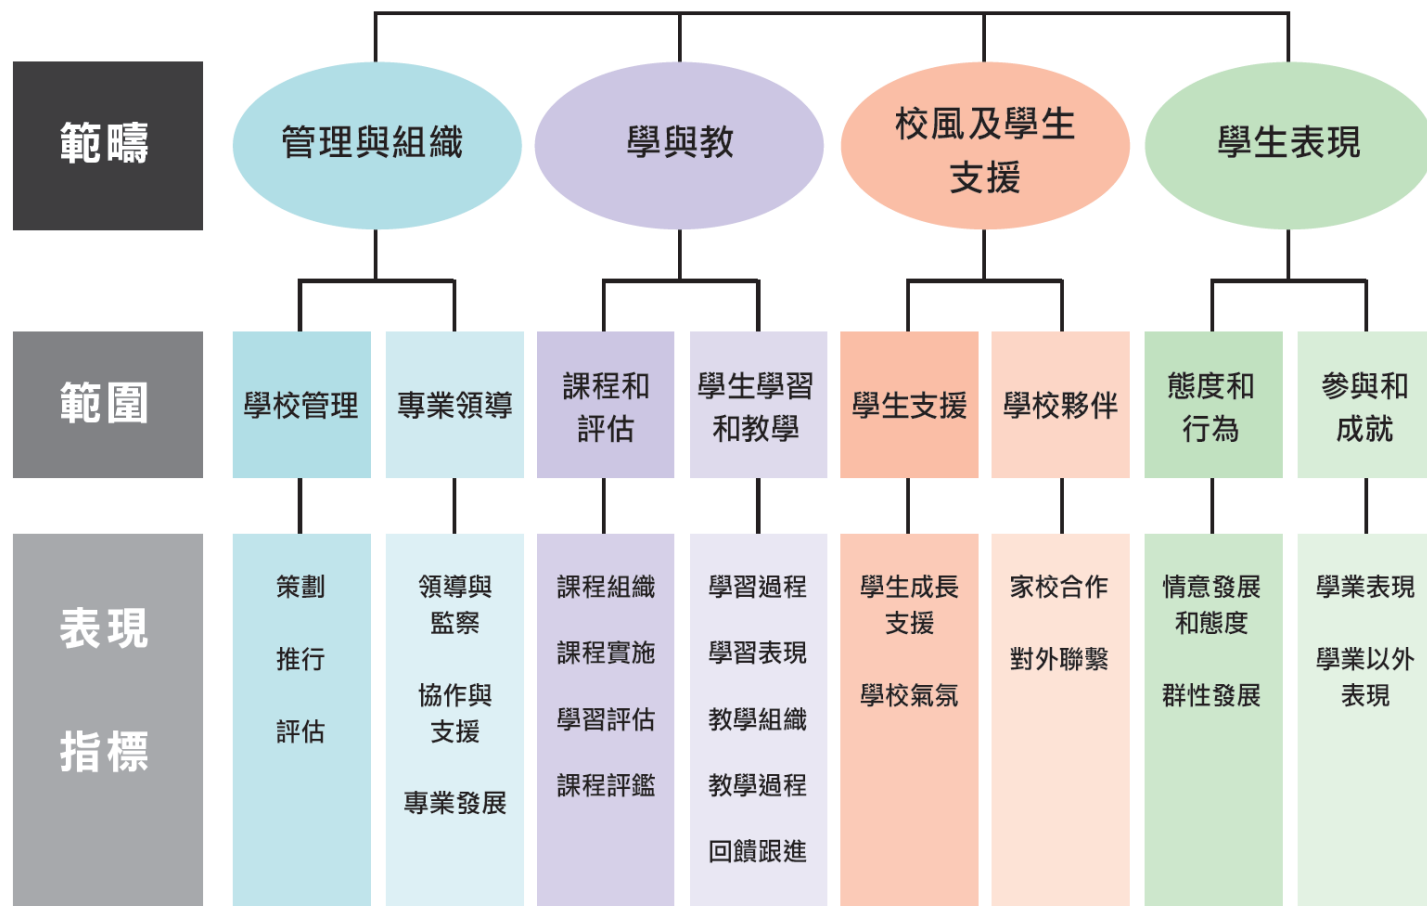 範疇
管理與組織
學與教
校風及學生
支援
學生表現
範圍
學校管理
專業領導
課程和
評估
學生學習
和教學
學生支援
學校夥伴
態度和
行為
參與和
成就
表現
指標
策劃
推行
評估
領導與
監察
協作與
支援
專業發展
課程組織
課程實施
學習評估
課程評鑑
學習過程
學習表現
教學組織
教學過程
回饋跟進
學生成長
支援
學校氣氛
家校合作
對外聯繫
情意發展
和態度
群性發展
學業表現
學業以外
表現